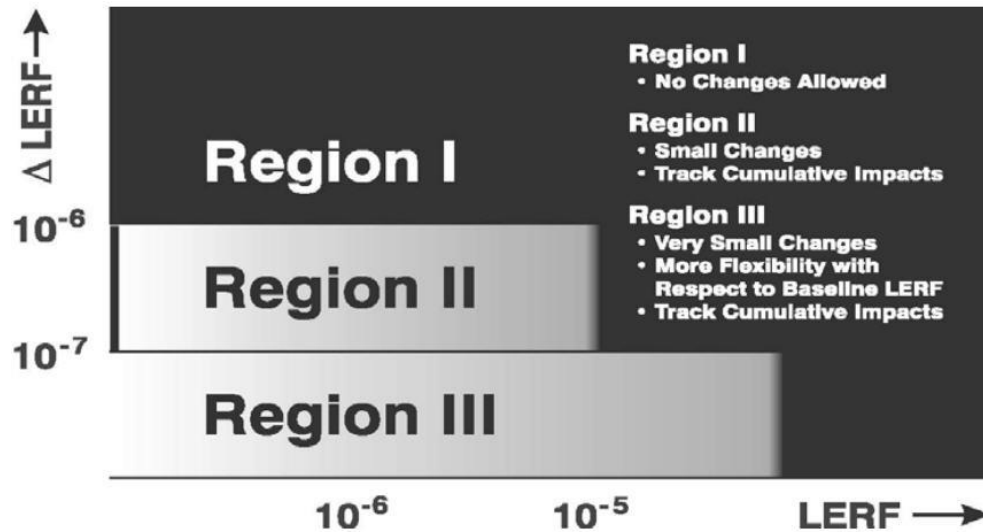 Δ LERF →
Region I
• No Changes Allowed
Region II
• Small Changes
• Track Cumulative Impacts
Region III
• Very Small Changes
• More Flexibility with
Respect to Baseline LERF
• Track Cumulative Impacts
Region I
10⁻⁶
Region II
10⁻⁷
Region III
10⁻⁶
10⁻⁵
LERF →